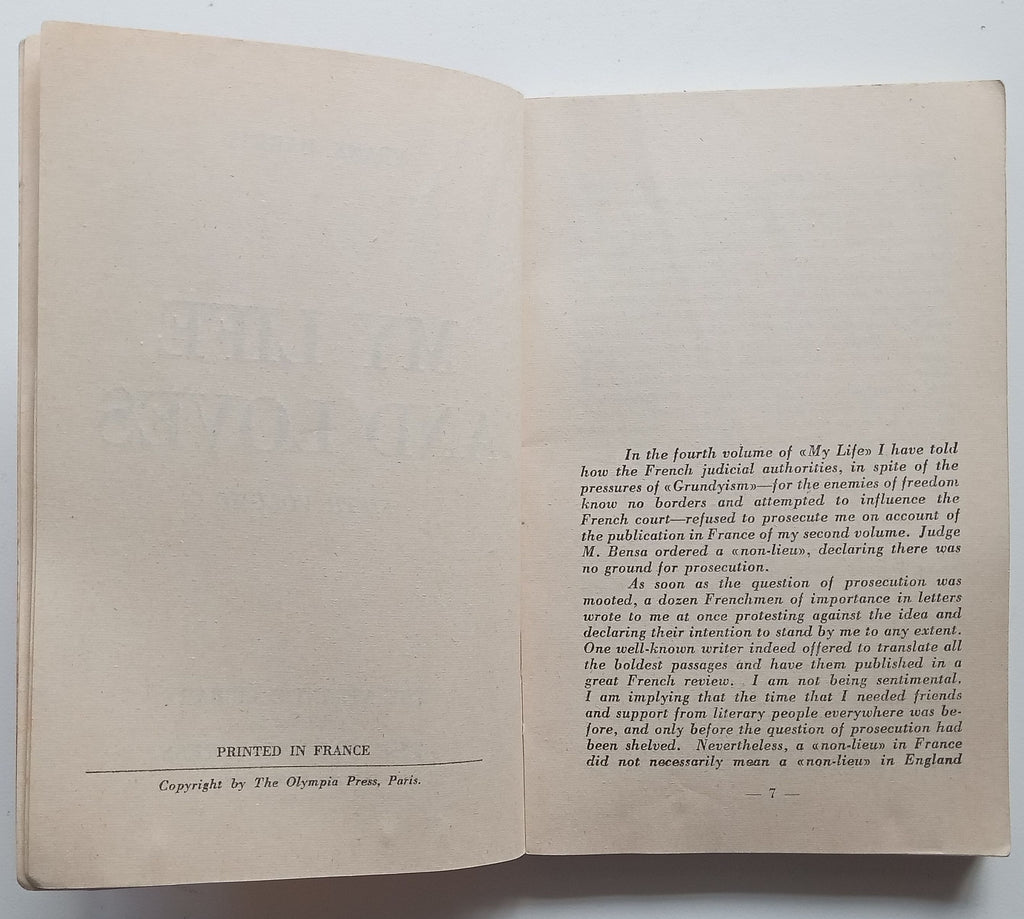 PRINTED IN FRANCE
Copyright by The Olympia Press, Paris.
In the fourth volume of «My Life» I have told
how the French judicial authorities, in spite of the
pressures of «Grundyism»—for the enemies of freedom
know no borders and attempted to influence the
French court—refused to prosecute me on account of
the publication in France of my second volume. Judge
M. Bensa ordered a «non-lieu», declaring there was
no ground for prosecution.
As soon as the question of prosecution was
mooted, a dozen Frenchmen of importance in letters
wrote to me at once protesting against the idea and
declaring their intention to stand by me to any extent.
One well-known writer indeed offered to translate all
the boldest passages and have them published in a
great French review. I am not being sentimental.
I am implying that the time that I needed friends
and support from literary people everywhere was be-
fore, and only before the question of prosecution had
been shelved. Nevertheless, a «non-lieu» in France
did not necessarily mean a «non-lieu» in England
— 7 —
MY LIFE
AND LOVES